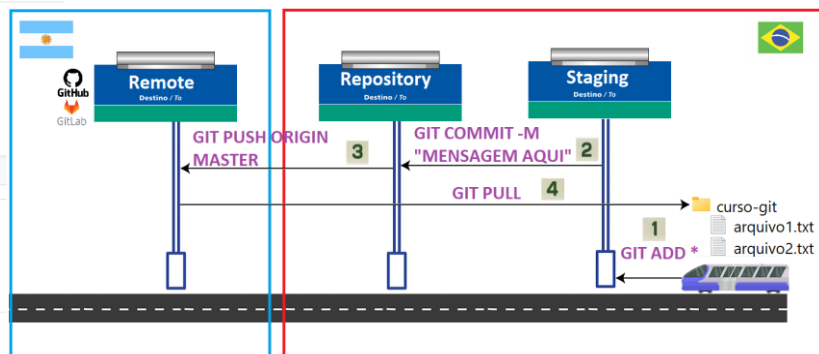 Remote
Destino / To
GitHub
GitLab
Repository
Destino / To
Staging
Destino / To
GIT PUSH ORIGIN
MASTER
3
GIT COMMIT -M
"MENSAGEM AQUI"
2
GIT PULL
4
curso-git
arquivo1.txt
arquivo2.txt
1
GIT ADD *